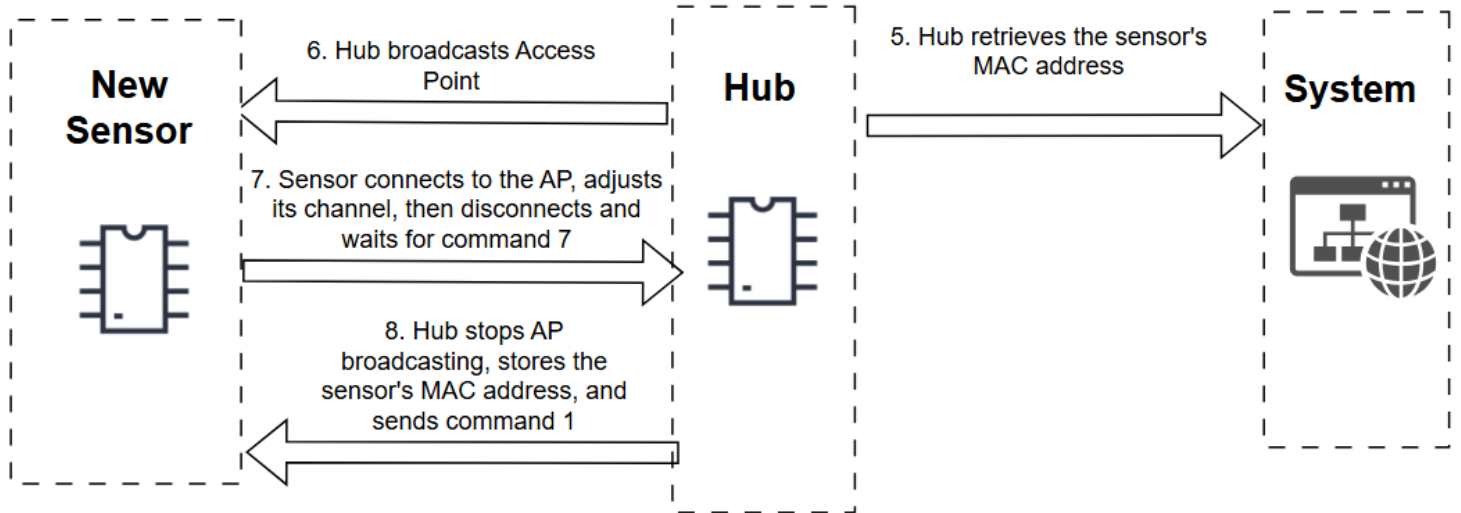 New
Sensor
6. Hub broadcasts Access
Point
Hub
5. Hub retrieves the sensor's
MAC address
System
7. Sensor connects to the AP, adjusts
its channel, then disconnects and
waits for command 7
8. Hub stops AP
broadcasting, stores the
sensor's MAC address, and
sends command 1